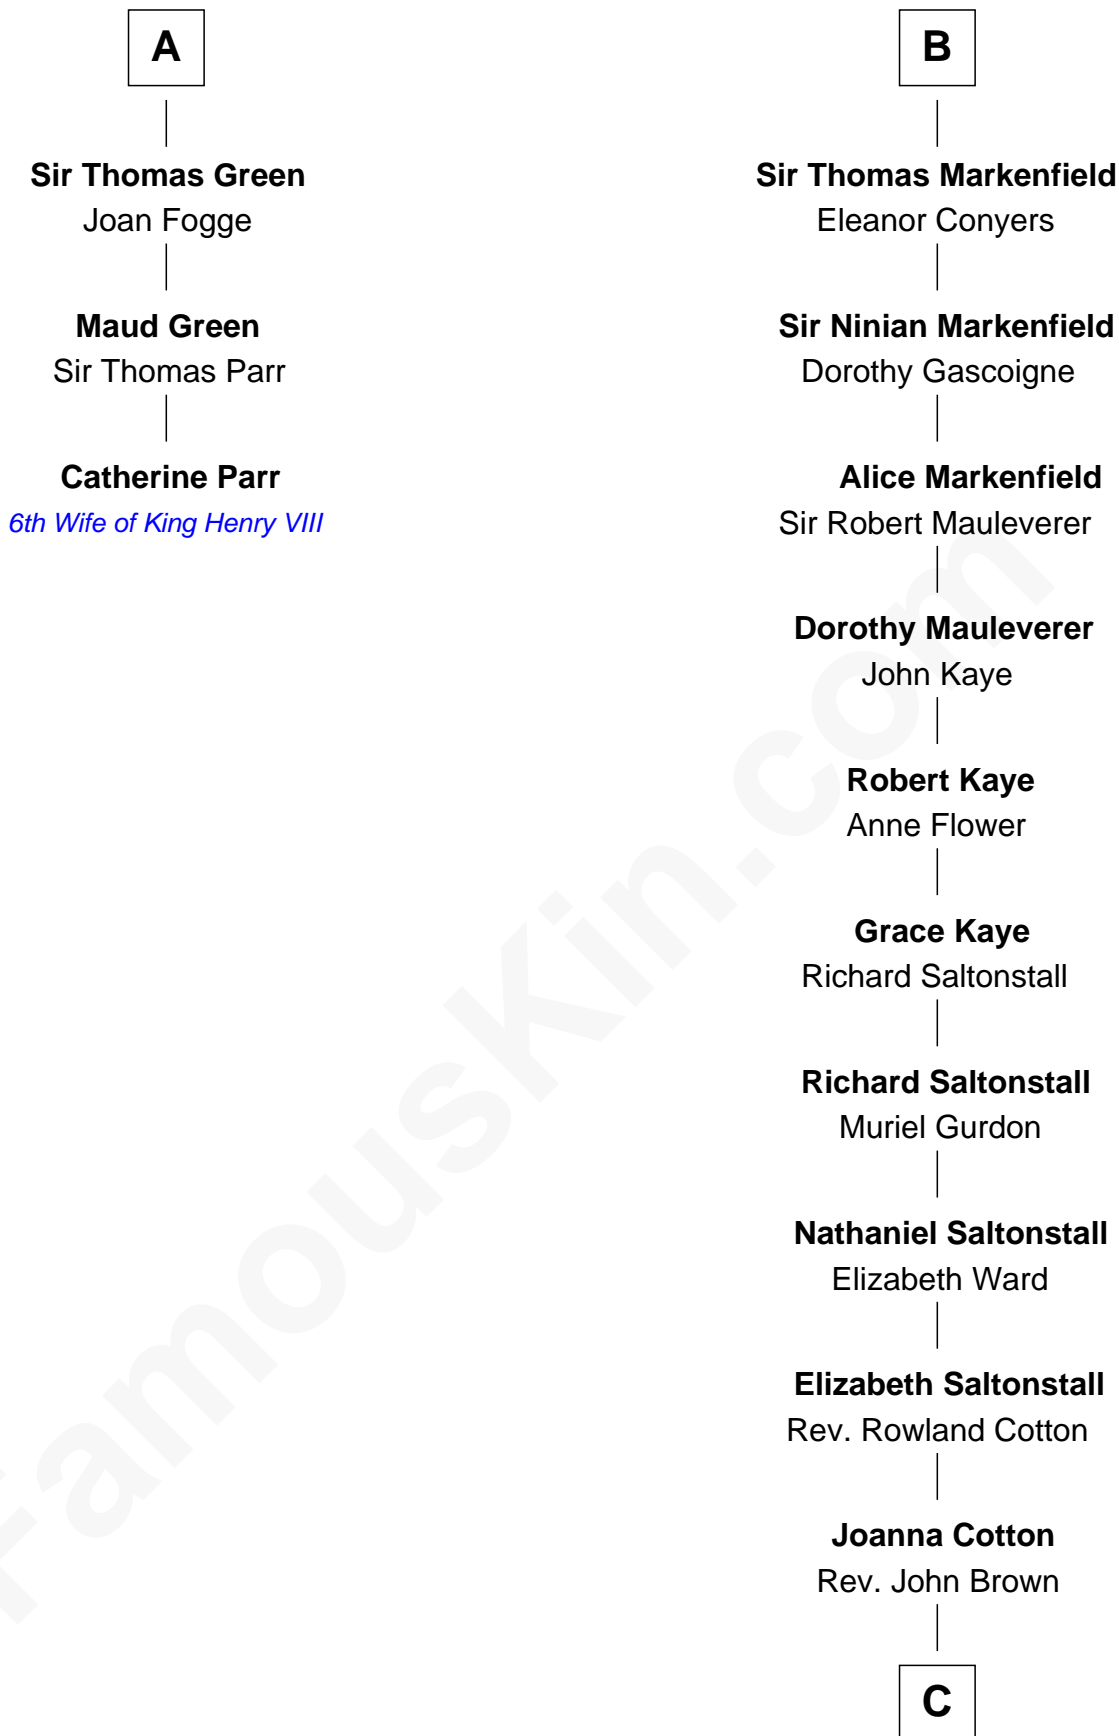 A
Sir Thomas Green
Joan Fogge
Maud Green
Sir Thomas Parr
Catherine Parr
6th Wife of King Henry VIII
B
Sir Thomas Markenfield
Eleanor Conyers
Sir Ninian Markenfield
Dorothy Gascoigne
Alice Markenfield
Sir Robert Mauleverer
Dorothy Mauleverer
John Kaye
Robert Kaye
Anne Flower
Grace Kaye
Richard Saltonstall
Richard Saltonstall
Muriel Gurdon
Nathaniel Saltonstall
Elizabeth Ward
Elizabeth Saltonstall
Rev. Rowland Cotton
Joanna Cotton
Rev. John Brown
C
FamousKin.com